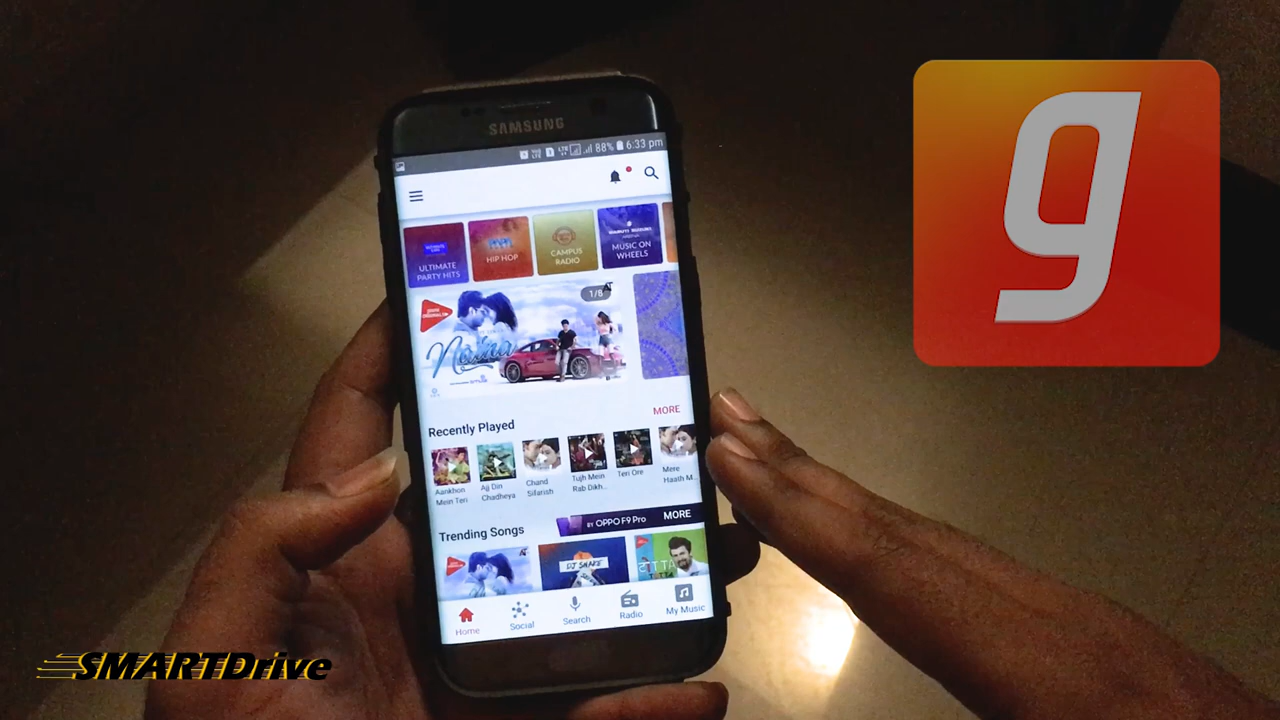 SAMSUNG
88% 6:33 pm
ULTIMATE
PARTY HITS
HIP HOP
CAMPUS
RADIO
MUSIC ON
WHEELS
1/8
Naina
MORE
Recently Played
Aankhon
Mein Teri
Ajj Din
Chadheya
Chand
Sifarish
Tujh Mein
Rab Dikh...
Teri Ore
Mere
Haath M...
Trending Songs
BY OPPO F9 Pro
MORE
DJ SNAKE
Home
Social
Search
Radio
My Music
g
SMARTDrive